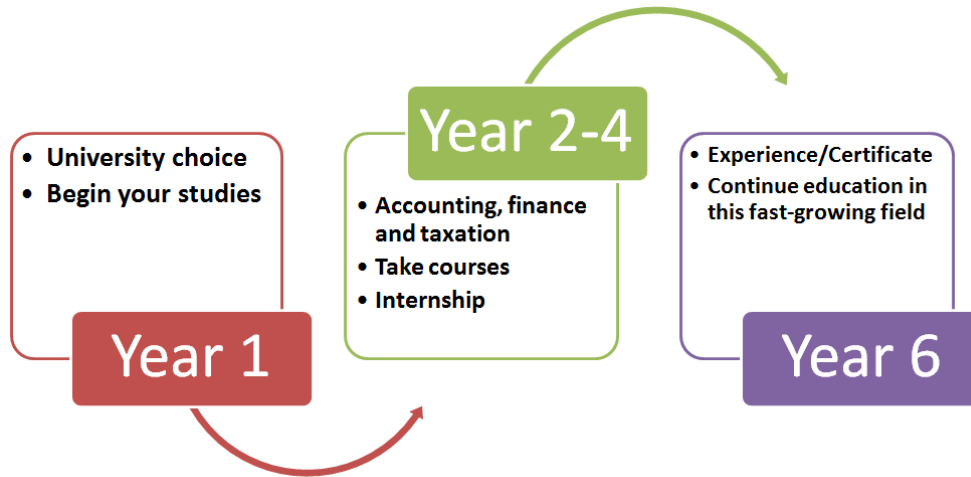 • University choice
• Begin your studies
Year 1
Year 2-4
• Accounting, finance
and taxation
• Take courses
• Internship
• Experience/Certificate
• Continue education in
this fast-growing field
Year 6